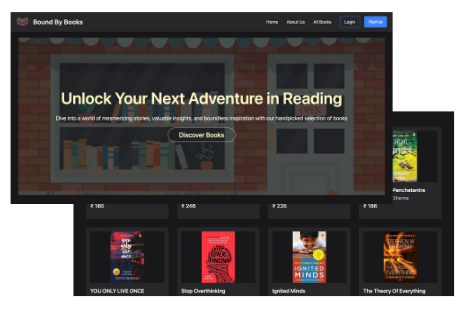 Bound By Books
Home About Us All Books Login Sign Up
Unlock Your Next Adventure in Reading
Dive into a world of mesmerizing stories, valuable insights, and boundless inspiration with our handpicked selection of books
Discover Books
Panchatantra
Sharma
₹ 180 ₹ 246 ₹ 235 ₹ 186
YOU ONLY LIVE ONCE Stop Overthinking Ignited Minds The Theory Of Everything
IGNITED
MINDS